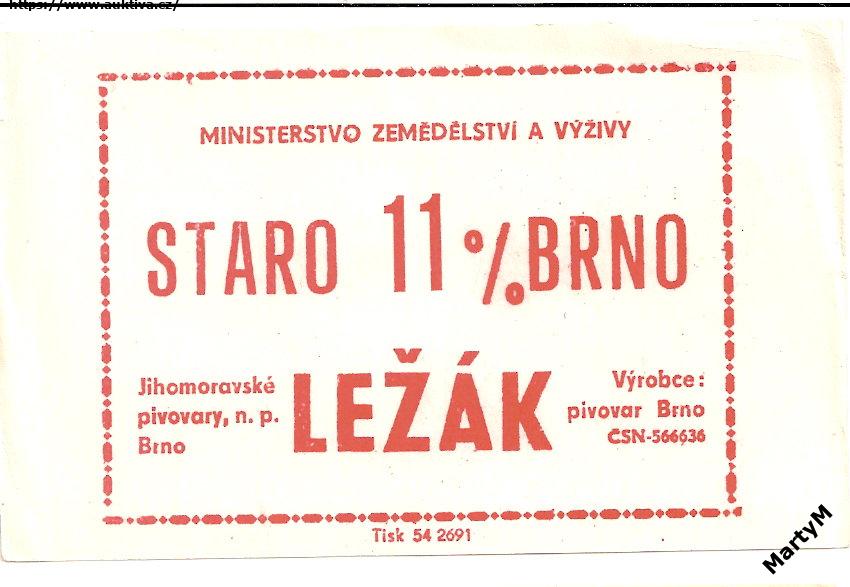 https://www.auktiva.cz/
MINISTERSTVO ZEMĚDĚLSTVÍ A VÝŽIVY
STARO 11% BRNO
LEŽÁK
Jihomoravské
pivovary, n. p.
Brno
Výrobce:
pivovar Brno
ČSN-566636
Tisk 54 2691
MartyM